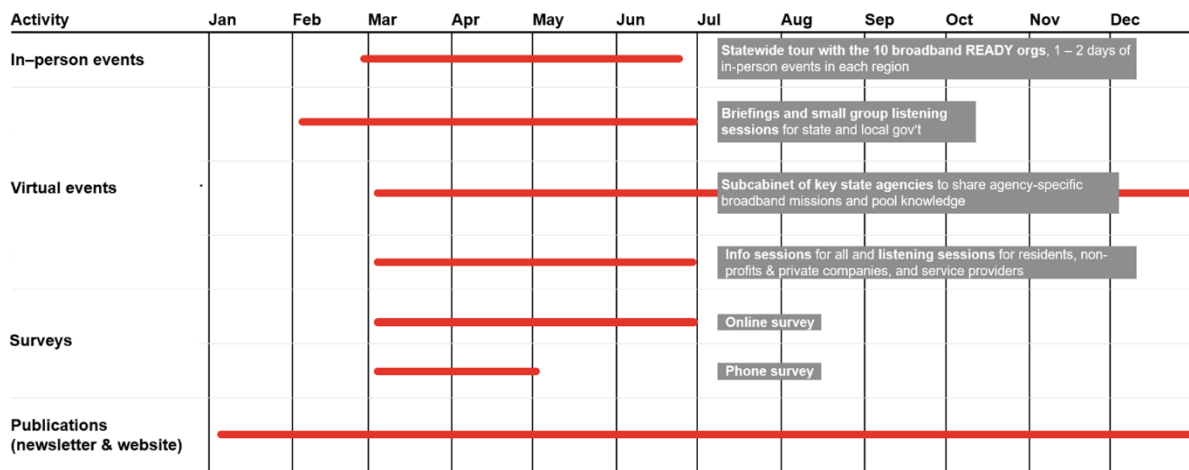 Activity Jan Feb Mar Apr May Jun Jul Aug Sep Oct Nov Dec
In–person events
Statewide tour with the 10 broadband READY orgs, 1 – 2 days of
in-person events in each region
Briefings and small group listening
sessions for state and local gov't
Virtual events
Subcabinet of key state agencies to share agency-specific
broadband missions and pool knowledge
Info sessions for all and listening sessions for residents, non-
profits & private companies, and service providers
Surveys
Online survey
Phone survey
Publications
(newsletter & website)